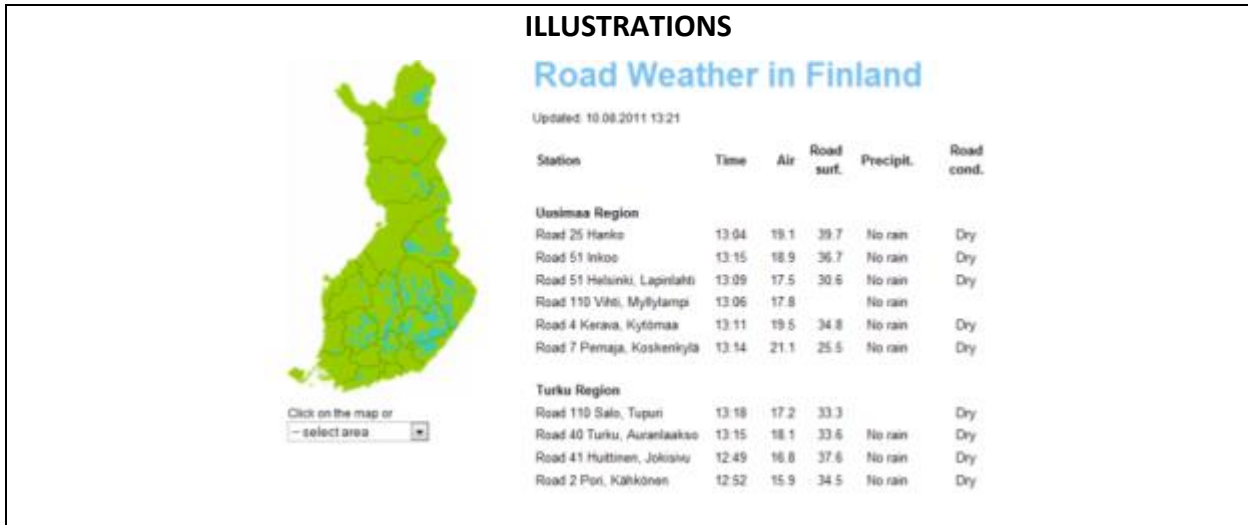 ILLUSTRATIONS
Road Weather in Finland
Updated: 10.08.2011 13:21
Station Time Air Road surf. Precipit. Road cond.
Uusimaa Region
Road 25 Hanko 13:04 19.1 39.7 No rain Dry
Road 51 Inkoo 13:15 18.9 36.7 No rain Dry
Road 51 Helsinki, Lapinlahti 13:09 17.5 30.6 No rain Dry
Road 110 Vihti, Myllylampi 13:06 17.8 No rain
Road 4 Kerava, Kytömaa 13:11 19.5 34.8 No rain Dry
Road 7 Pernaja, Koskenkylä 13:14 21.1 25.5 No rain Dry
Turku Region
Road 110 Salo, Tupuri 13:18 17.2 33.3 Dry
Road 40 Turku, Auranlaakso 13:15 18.1 33.6 No rain Dry
Road 41 Huittinen, Jokisivu 12:49 16.8 37.6 No rain Dry
Road 2 Pori, Kähkönen 12:52 15.9 34.5 No rain Dry
Click on the map or
-- select area